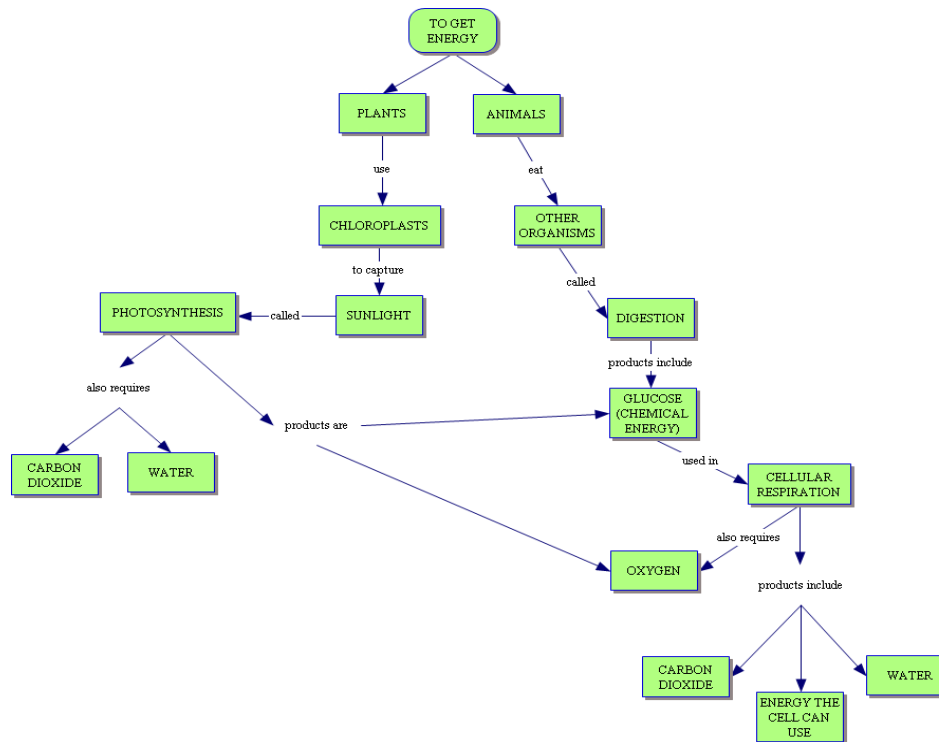 TO GET
ENERGY
PLANTS
ANIMALS
use
eat
CHLOROPLASTS
OTHER
ORGANISMS
to capture
called
PHOTOSYNTHESIS
called
SUNLIGHT
DIGESTION
products include
also requires
GLUCOSE
(CHEMICAL
ENERGY)
products are
used in
CARBON
DIOXIDE
WATER
CELLULAR
RESPIRATION
also requires
OXYGEN
products include
CARBON
DIOXIDE
WATER
ENERGY THE
CELL CAN
USE